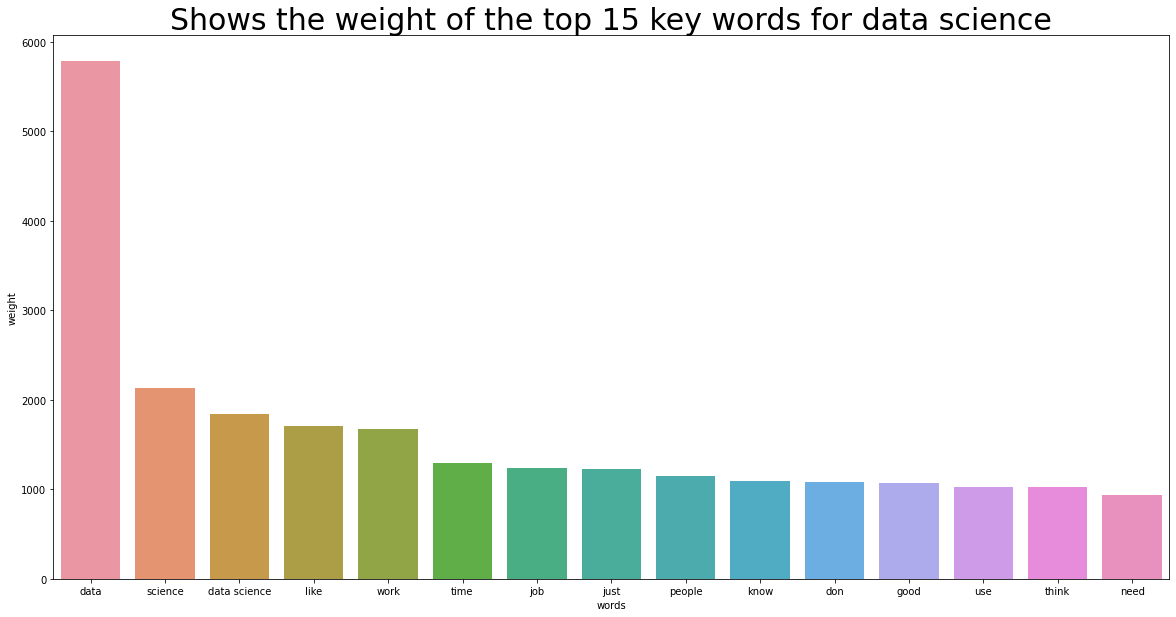 Shows the weight of the top 15 key words for data science
6000
5000
4000
3000
2000
1000
0
weight
data science data science like work time job just people know don good use think need
words